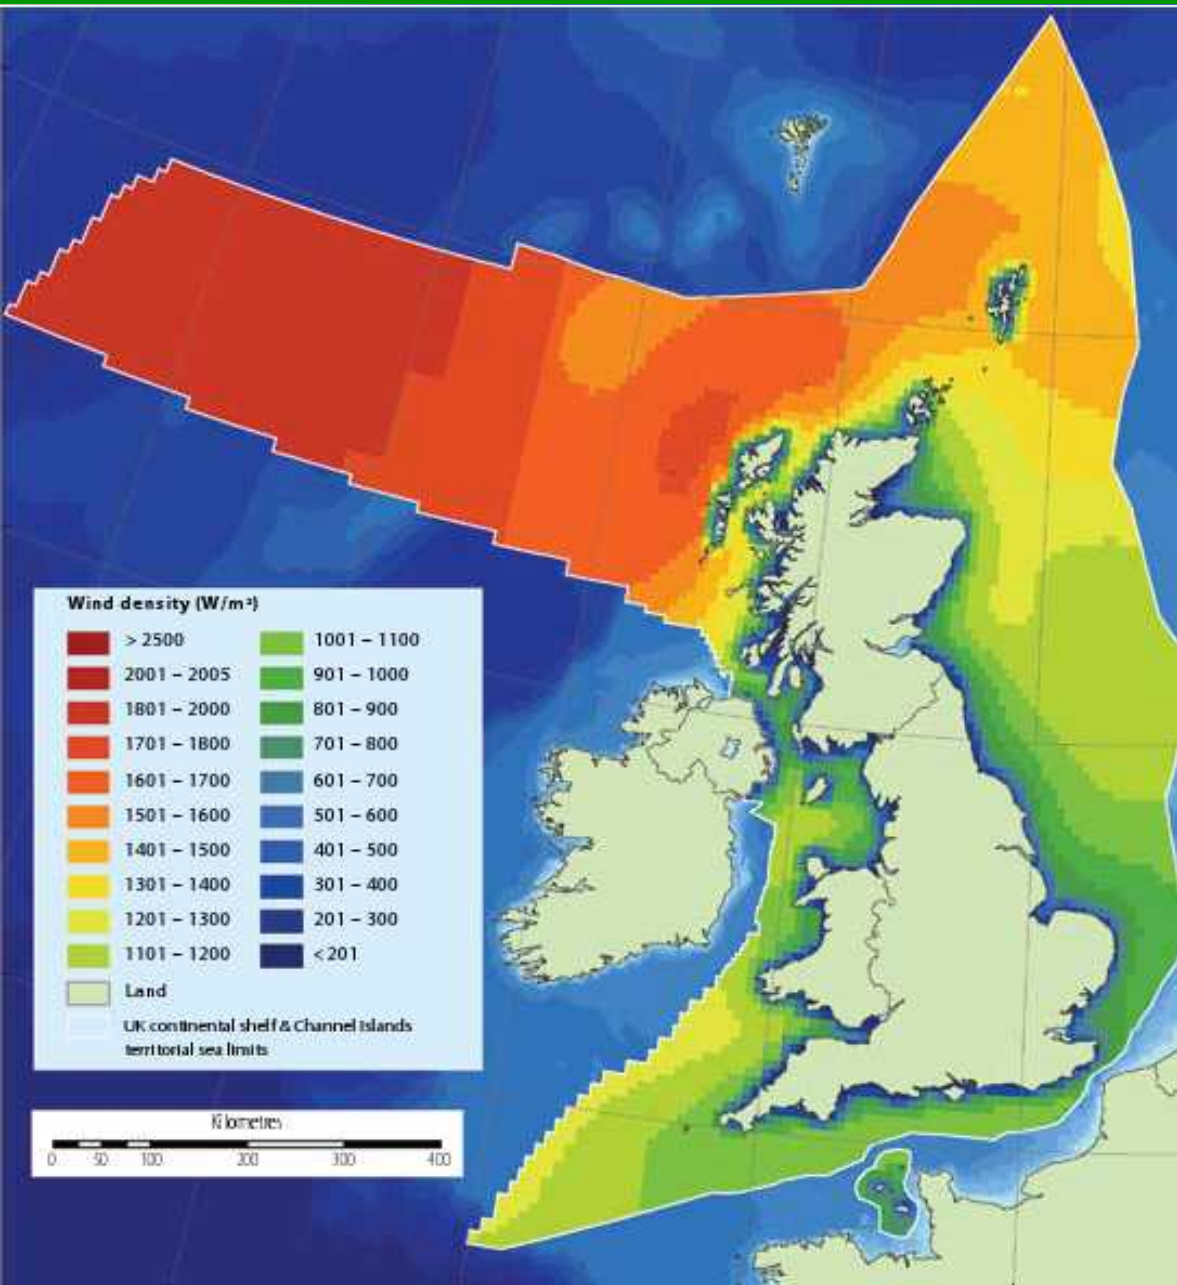 Wind density (W/m²)
> 2500
2001 – 2005
1801 – 2000
1701 – 1800
1601 – 1700
1501 – 1600
1401 – 1500
1301 – 1400
1201 – 1300
1101 – 1200
1001 – 1100
901 – 1000
801 – 900
701 – 800
601 – 700
501 – 600
401 – 500
301 – 400
201 – 300
< 201
Land
UK continental shelf & Channel Islands
territorial sea limits
Kilometres
0 50 100 200 300 400